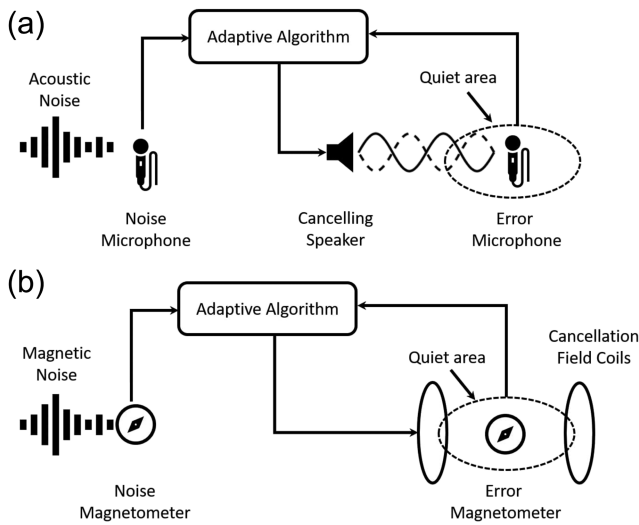 (a)
Adaptive Algorithm
Acoustic
Noise
Quiet area
Noise
Microphone
Cancelling
Speaker
Error
Microphone
(b)
Adaptive Algorithm
Magnetic
Noise
Quiet area
Cancellation
Field Coils
Noise
Magnetometer
Error
Magnetometer